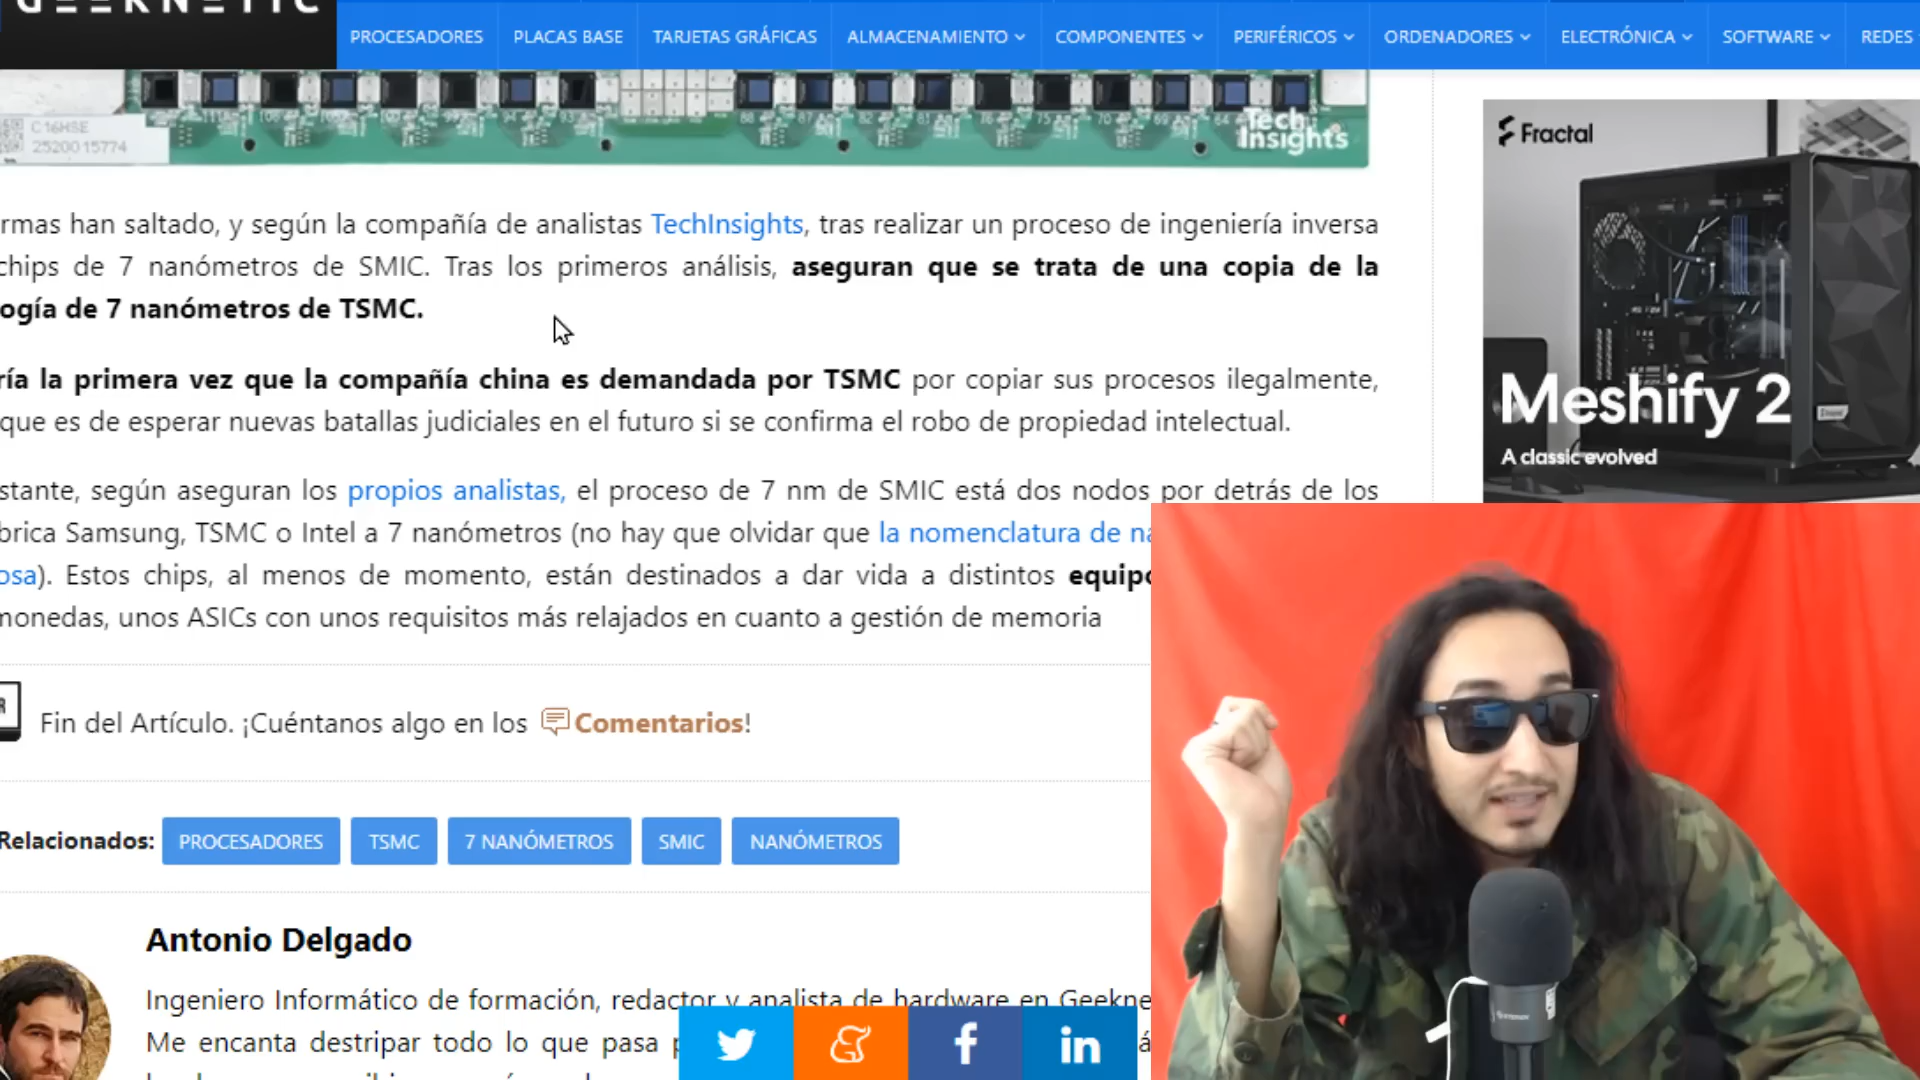 GEEKNETIC
PROCESADORES PLACAS BASE TARJETAS GRÁFICAS ALMACENAMIENTO COMPONENTES PERIFÉRICOS ORDENADORES ELECTRÓNICA SOFTWARE REDES
C16HSE
252001 5774
Tech
Insights
rmas han saltado, y según la compañía de analistas TechInsights, tras realizar un proceso de ingeniería inversa
chips de 7 nanómetros de SMIC. Tras los primeros análisis, aseguran que se trata de una copia de la
ogía de 7 nanómetros de TSMC.
ría la primera vez que la compañía china es demandada por TSMC por copiar sus procesos ilegalmente,
que es de esperar nuevas batallas judiciales en el futuro si se confirma el robo de propiedad intelectual.
stante, según aseguran los propios analistas, el proceso de 7 nm de SMIC está dos nodos por detrás de los
brica Samsung, TSMC o Intel a 7 nanómetros (no hay que olvidar que la nomenclatura de na
osa). Estos chips, al menos de momento, están destinados a dar vida a distintos equipo
monedas, unos ASICs con unos requisitos más relajados en cuanto a gestión de memoria
Fin del Artículo. ¡Cuéntanos algo en los Comentarios!
Relacionados: PROCESADORES TSMC 7 NANÓMETROS SMIC NANÓMETROS
Antonio Delgado
Ingeniero Informático de formación, redactor y analista de hardware en Geekne
Me encanta destripar todo lo que pasa p
Fractal
Meshify 2
A classic evolved